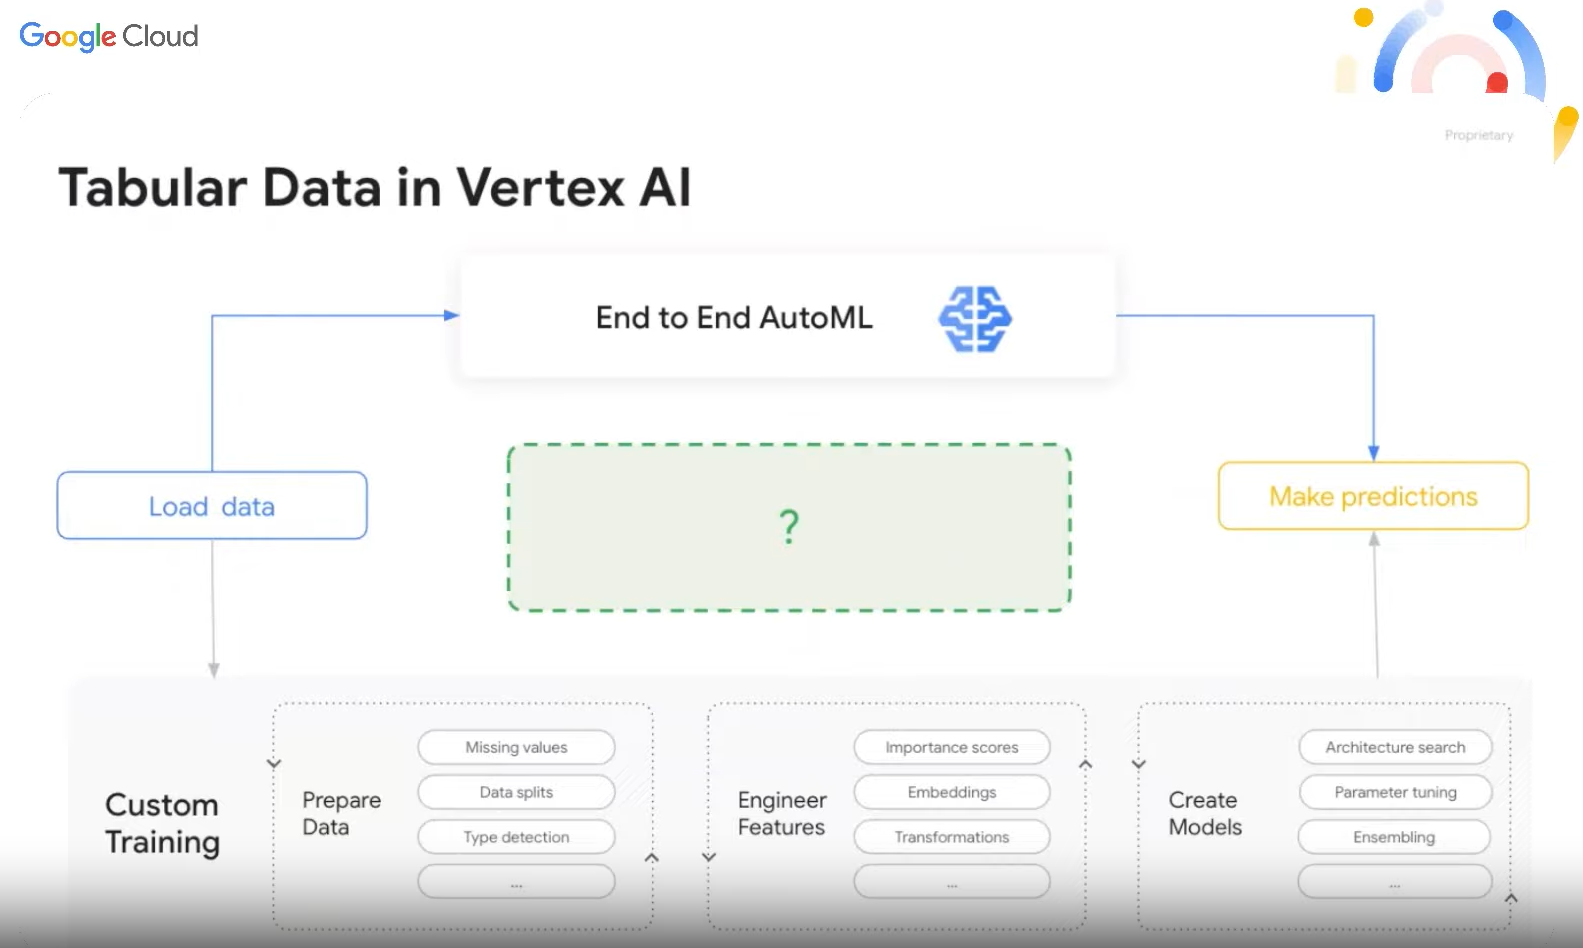 Google Cloud
Proprietary
Tabular Data in Vertex AI
End to End AutoML
Load data
?
Make predictions
Custom
Training
Prepare
Data
Missing values
Data splits
Type detection
...
Engineer
Features
Importance scores
Embeddings
Transformations
...
Create
Models
Architecture search
Parameter tuning
Ensembling
...